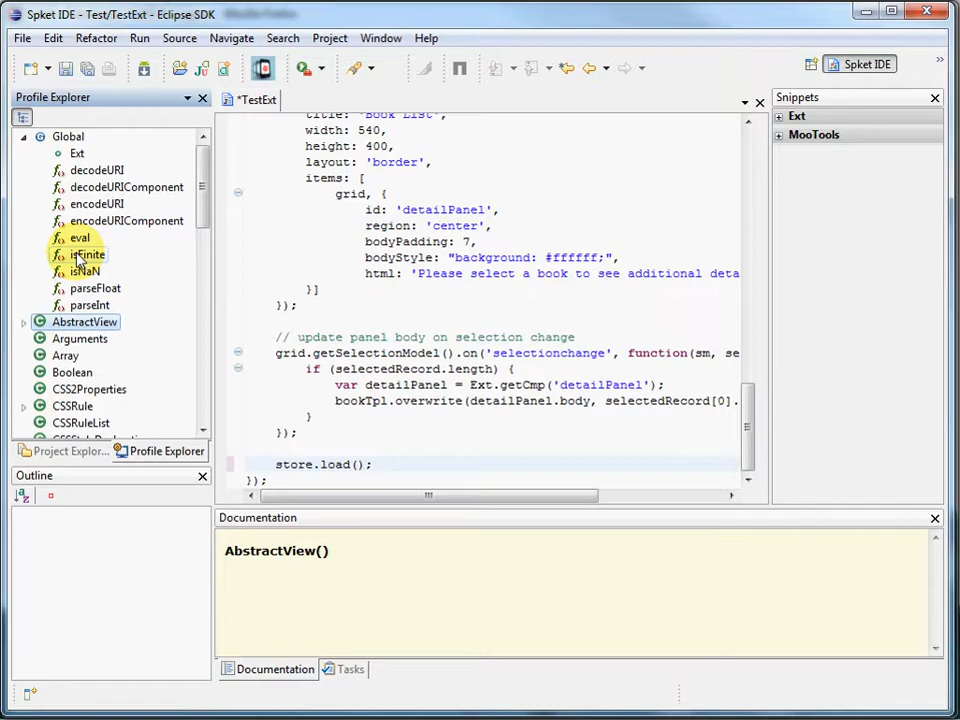 Spket IDE - Test/TestExt - Eclipse SDK
File Edit Refactor Run Source Navigate Search Project Window Help
Spket IDE
Profile Explorer
*TestExt
Snippets
Global
Ext
decodeURI
decodeURIComponent
encodeURI
encodeURIComponent
eval
isFinite
isNaN
parseFloat
parseInt
AbstractView
Arguments
Array
Boolean
CSS2Properties
CSSRule
CSSRuleList
Project Explor...
Profile Explorer
Outline
title: 'Book List',
width: 540,
height: 400,
layout: 'border',
items: [
grid, {
id: 'detailPanel',
region: 'center',
bodyPadding: 7,
bodyStyle: "background: #ffffff;",
html: 'Please select a book to see additional deta
}]
});
// update panel body on selection change
grid.getSelectionModel().on('selectionchange', function(sm, se
if (selectedRecord.length) {
var detailPanel = Ext.getCmp('detailPanel');
bookTpl.overwrite(detailPanel.body, selectedRecord[0].
}
});
store.load();
});
Ext
MooTools
Documentation
AbstractView()
Documentation
Tasks